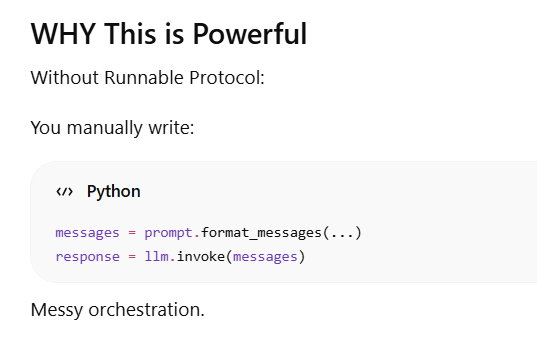 WHY This is Powerful
Without Runnable Protocol:
You manually write:
</> Python
messages = prompt.format_messages(...)
response = llm.invoke(messages)
Messy orchestration.